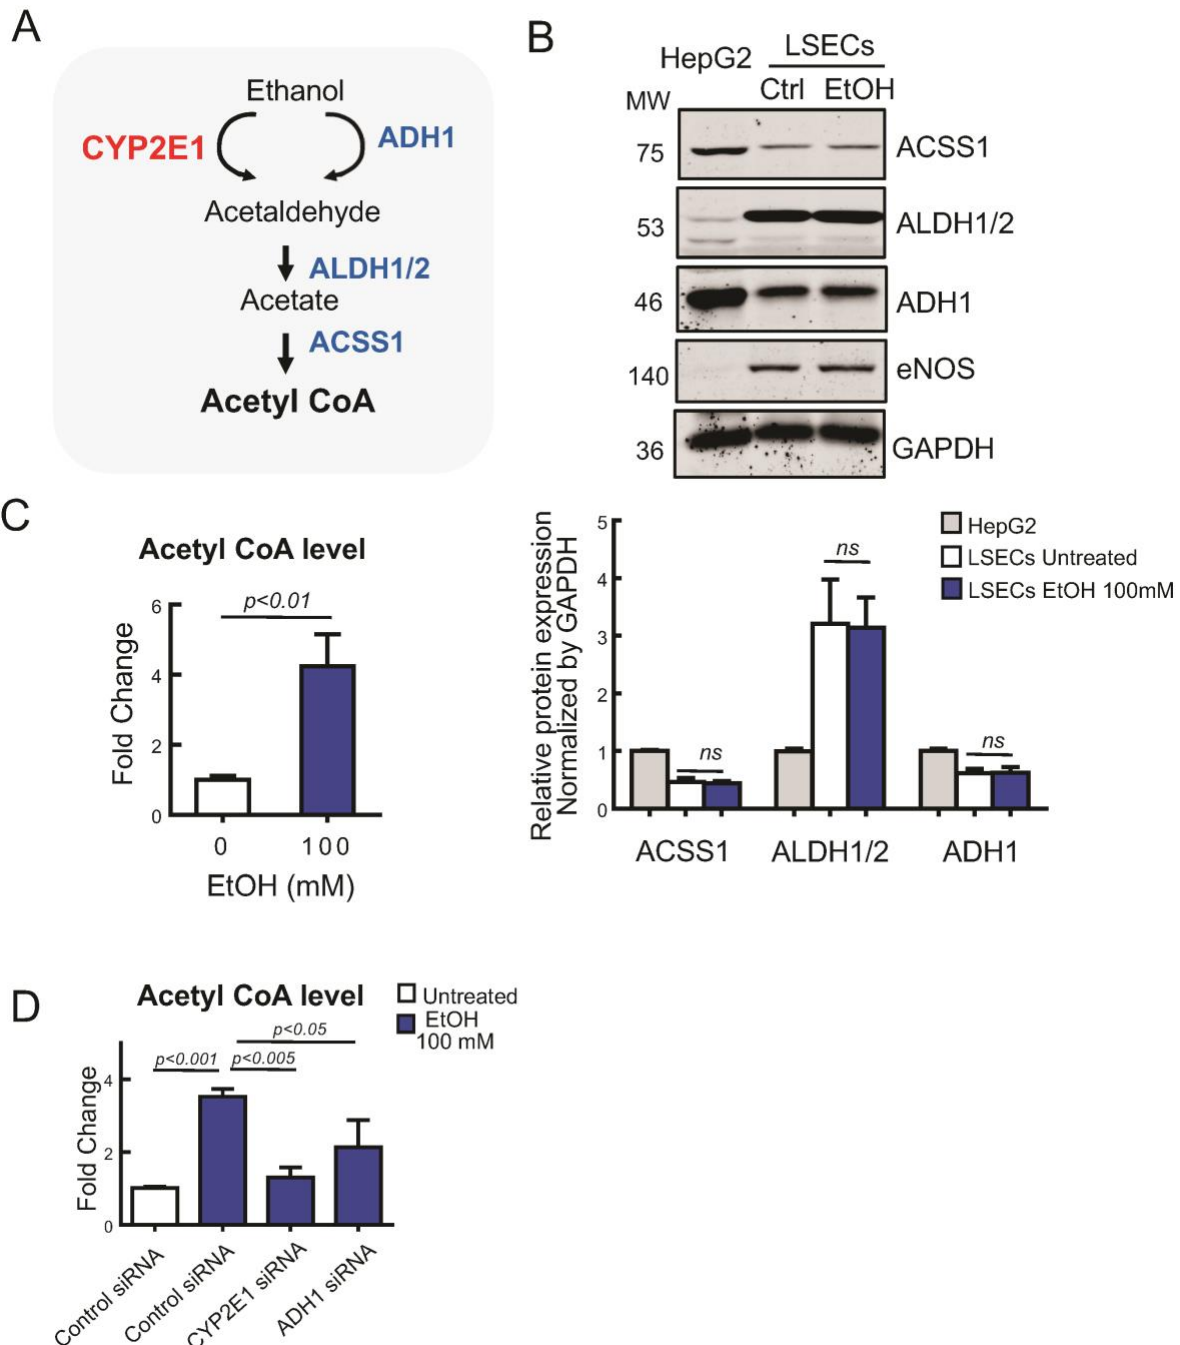 A
Ethanol
CYP2E1
ADH1
Acetaldehyde
ALDH1/2
Acetate
ACSS1
Acetyl CoA
B
HepG2
LSECs
Ctrl EtOH
MW
75
ACSS1
53
ALDH1/2
46
ADH1
140
eNOS
36
GAPDH
Relative protein expression
Normalized by GAPDH
5
4
3
2
1
0
HepG2
LSECs Untreated
LSECs EtOH 100mM
ns
ns
ns
ACSS1
ALDH1/2
ADH1
C
Acetyl CoA level
p<0.01
Fold Change
6
4
2
0
0
100
EtOH (mM)
D
Acetyl CoA level
Untreated
EtOH
100 mM
p<0.05
p<0.001
p<0.005
Fold Change
4
2
0
Control siRNA
Control siRNA
CYP2E1 siRNA
ADH1 siRNA